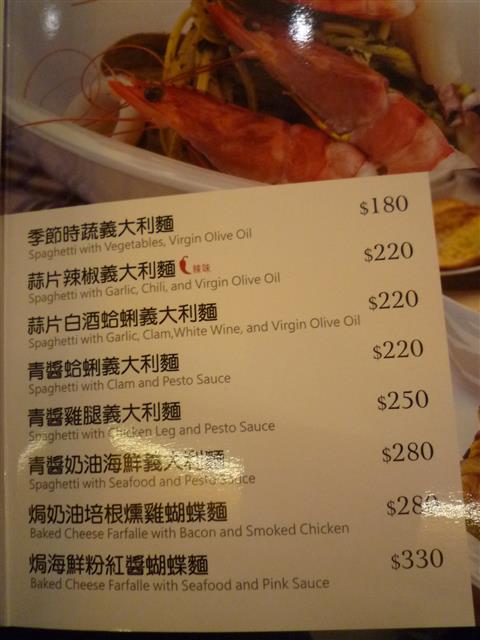 季節時蔬義大利麵 $180
Spaghetti with Vegetables, Virgin Olive Oil
蒜片辣椒義大利麵 辣味 $220
Spaghetti with Garlic, Chili, and Virgin Olive Oil
蒜片白酒蛤蜊義大利麵 $220
Spaghetti with Garlic, Clam,White Wine, and Virgin Olive Oil
青醬蛤蜊義大利麵 $220
Spaghetti with Clam and Pesto Sauce
青醬雞腿義大利麵 $250
Spaghetti with Chicken Leg and Pesto Sauce
青醬奶油海鮮義大利麵 $280
Spaghetti with Seafood and Pesto Sauce
焗奶油培根燻雞蝴蝶麵 $280
Baked Cheese Farfalle with Bacon and Smoked Chicken
焗海鮮粉紅醬蝴蝶麵 $330
Baked Cheese Farfalle with Seafood and Pink Sauce